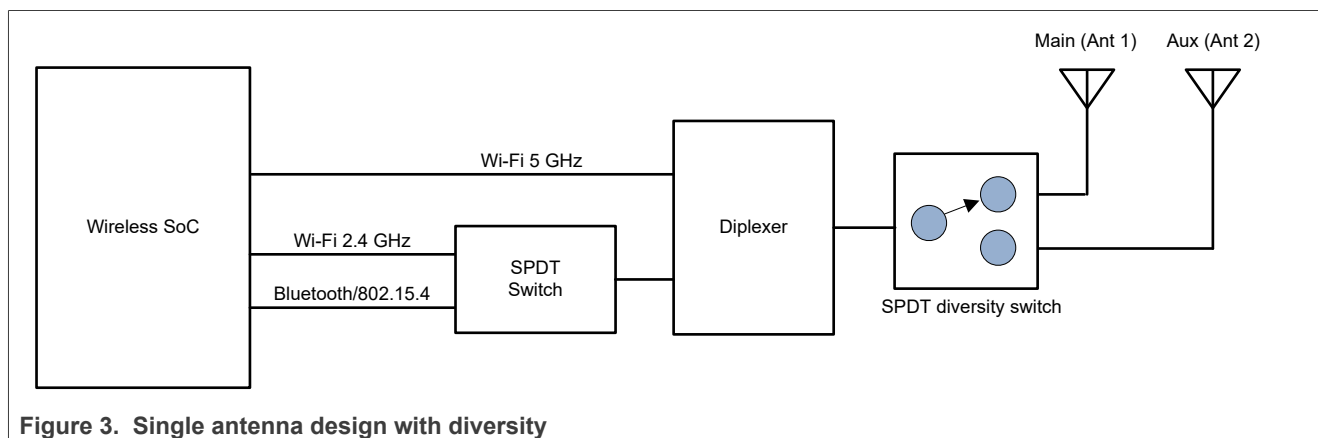 Main (Ant 1)
Aux (Ant 2)
Wi-Fi 5 GHz
Wireless SoC
Diplexer
Wi-Fi 2.4 GHz
SPDT
Switch
Bluetooth/802.15.4
SPDT diversity switch
Figure 3. Single antenna design with diversity